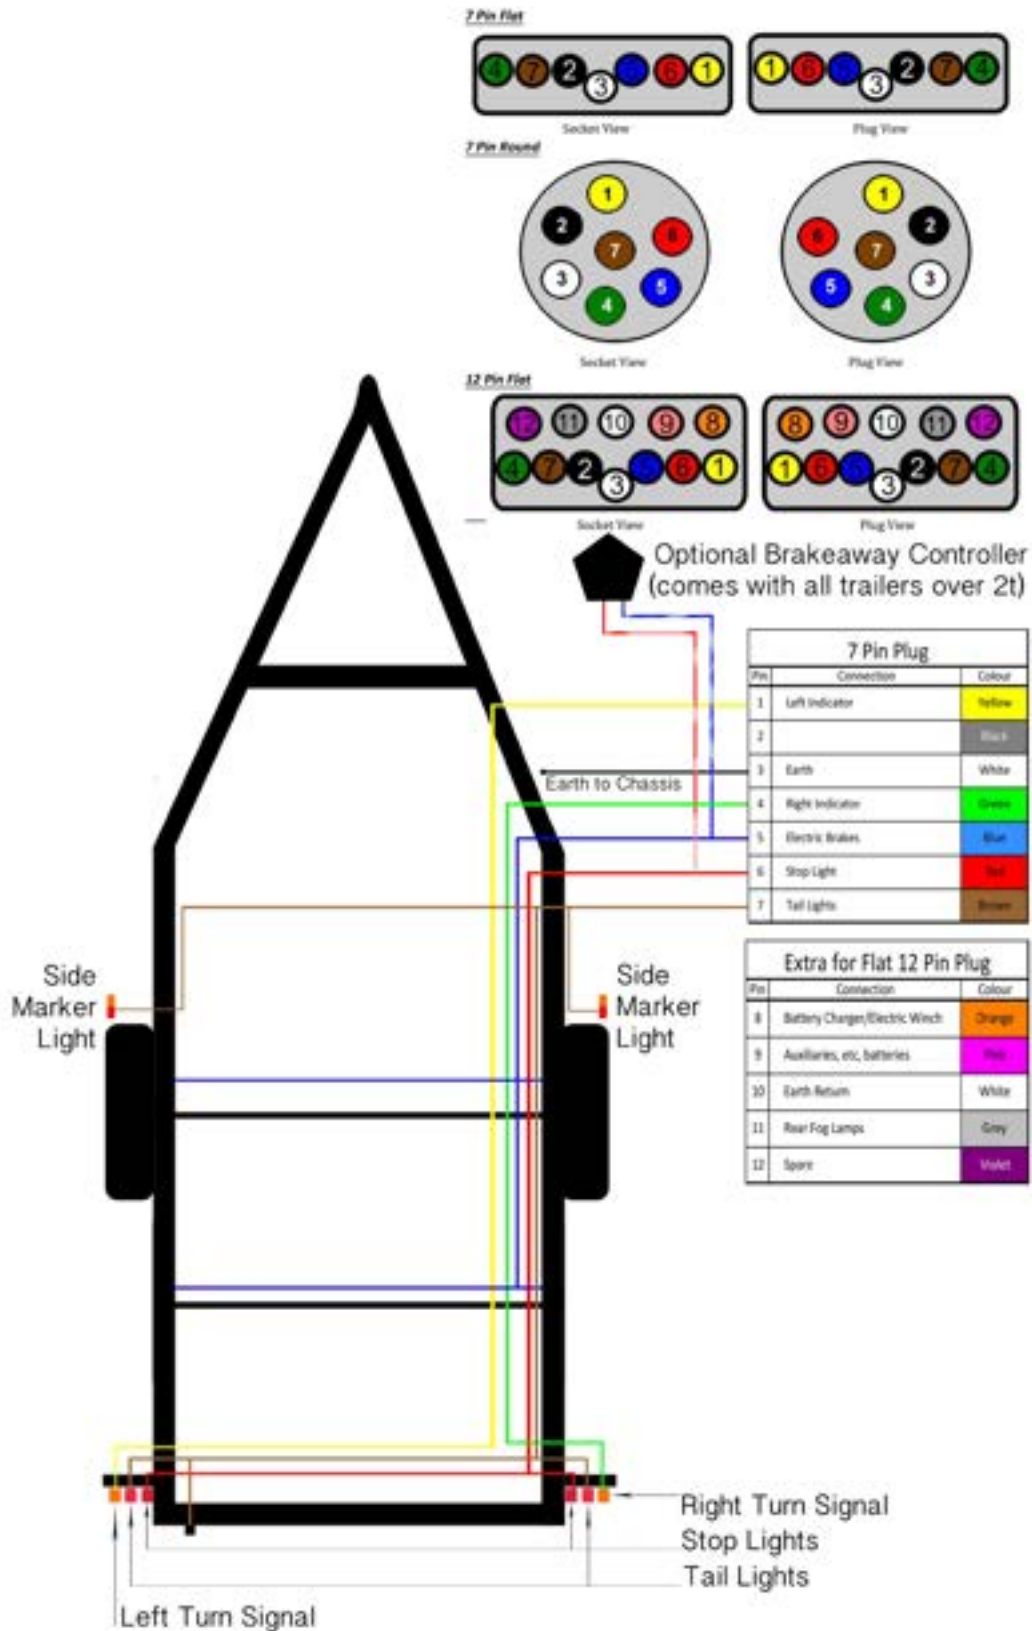 7 Pin Flat
4 7 2 3 5 6 1
1 6 5 3 2 7 4
Socket View
Plug View
7 Pin Round
1
2 6
7
3 5
4
1
6 2
7
5 3
4
Socket View
Plug View
12 Pin Flat
12 11 10 9 8
4 7 2 3 5 6 1
8 9 10 11 12
1 6 5 3 2 7 4
Socket View
Plug View
Optional Brakeaway Controller
(comes with all trailers over 2t)
7 Pin Plug
Pin Connection Colour
1 Left Indicator Yellow
2 Black
3 Earth White
4 Right Indicator Green
5 Electric Brakes Blue
6 Stop Light Red
7 Tail Lights Brown
Earth to Chassis
Extra for Flat 12 Pin Plug
Pin Connection Colour
8 Battery Charger/Electric Winch Orange
9 Auxiliaries, etc, batteries Pink
10 Earth Return White
11 Rear Fog Lamps Grey
12 Spare Violet
Side
Marker
Light
Side
Marker
Light
Right Turn Signal
Stop Lights
Tail Lights
Left Turn Signal